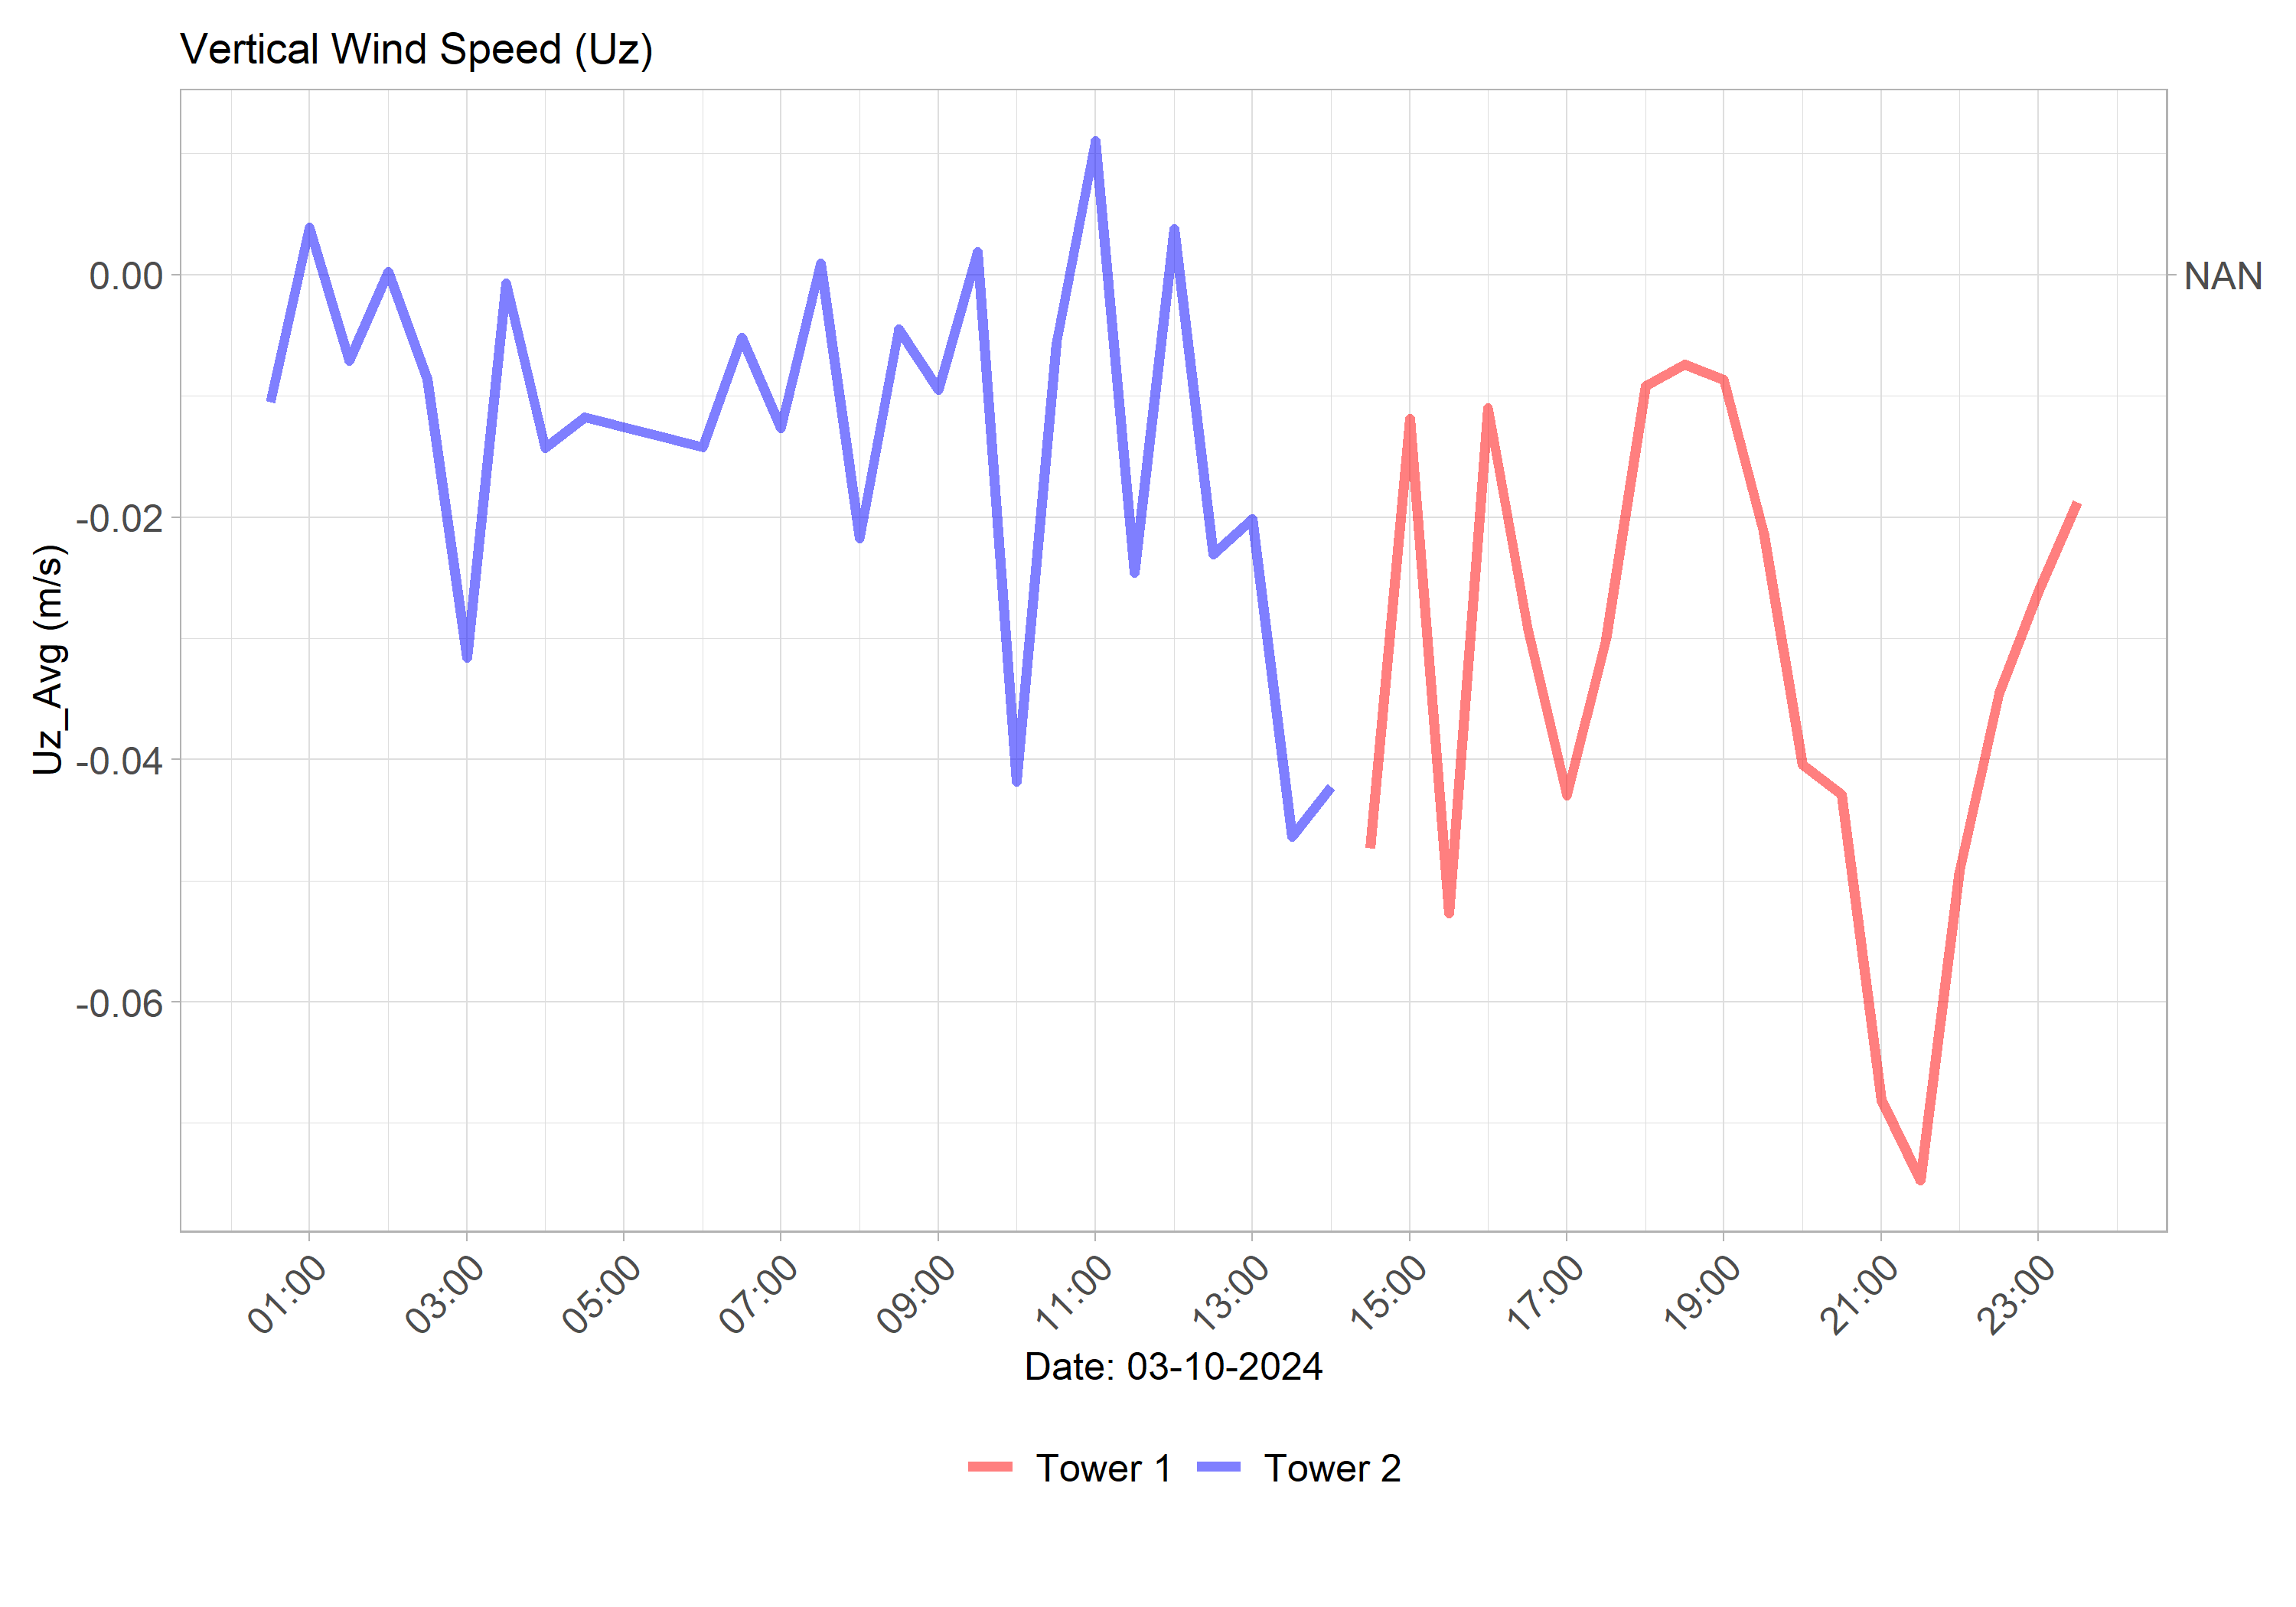 Vertical Wind Speed (Uz)
Uz_Avg (m/s)
0.00
-0.02
-0.04
-0.06
NAN
01:00 03:00 05:00 07:00 09:00 11:00 13:00 15:00 17:00 19:00 21:00 23:00
Date: 03-10-2024
Tower 1 Tower 2